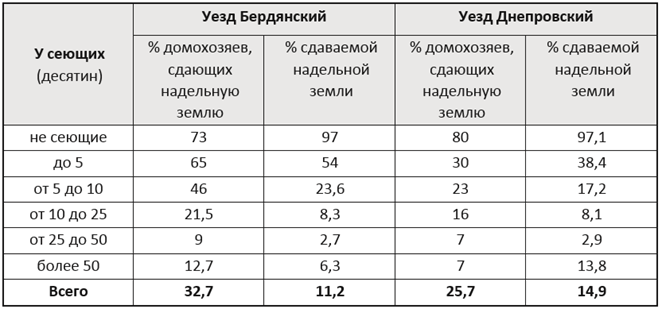 У сеющих (десятин) | Уезд Бердянский | Уезд Днепровский
% домохозяев, сдающих надельную землю | % сдаваемой надельной земли | % домохозяев, сдающих надельную землю | % сдаваемой надельной земли
не сеющие | 73 | 97 | 80 | 97,1
до 5 | 65 | 54 | 30 | 38,4
от 5 до 10 | 46 | 23,6 | 23 | 17,2
от 10 до 25 | 21,5 | 8,3 | 16 | 8,1
от 25 до 50 | 9 | 2,7 | 7 | 2,9
более 50 | 12,7 | 6,3 | 7 | 13,8
Всего | 32,7 | 11,2 | 25,7 | 14,9